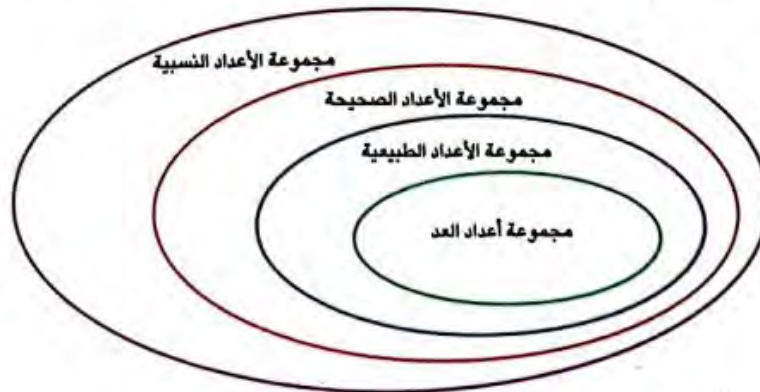 مجموعة الأعداد النسبية
مجموعة الأعداد الصحيحة
مجموعة الأعداد الطبيعية
مجموعة أعداد العد